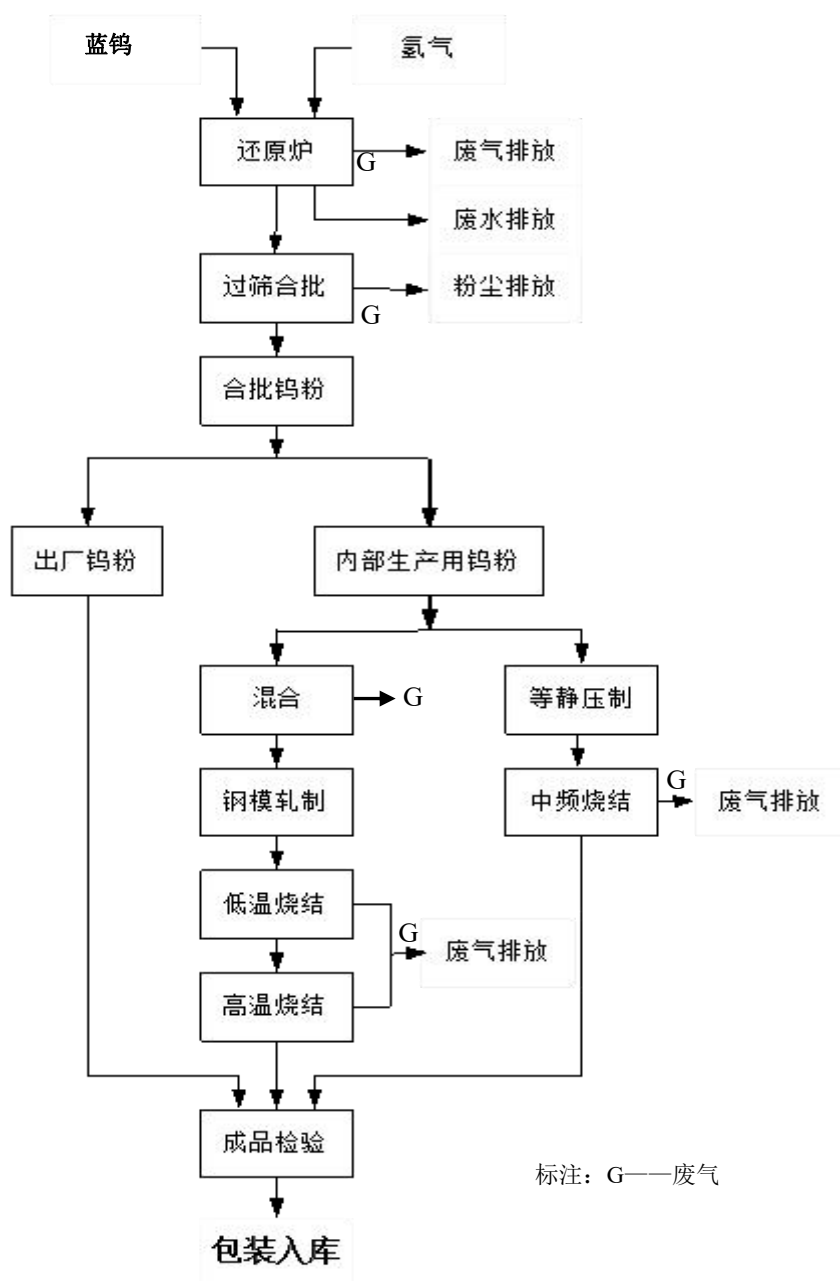 蓝钨
氢气
还原炉
G
废气排放
废水排放
过筛合批
G
粉尘排放
合批钨粉
出厂钨粉
内部生产用钨粉
混合
G
等静压制
钢模轧制
中频烧结
G
废气排放
低温烧结
G
废气排放
高温烧结
成品检验
标注：G——废气
包装入库